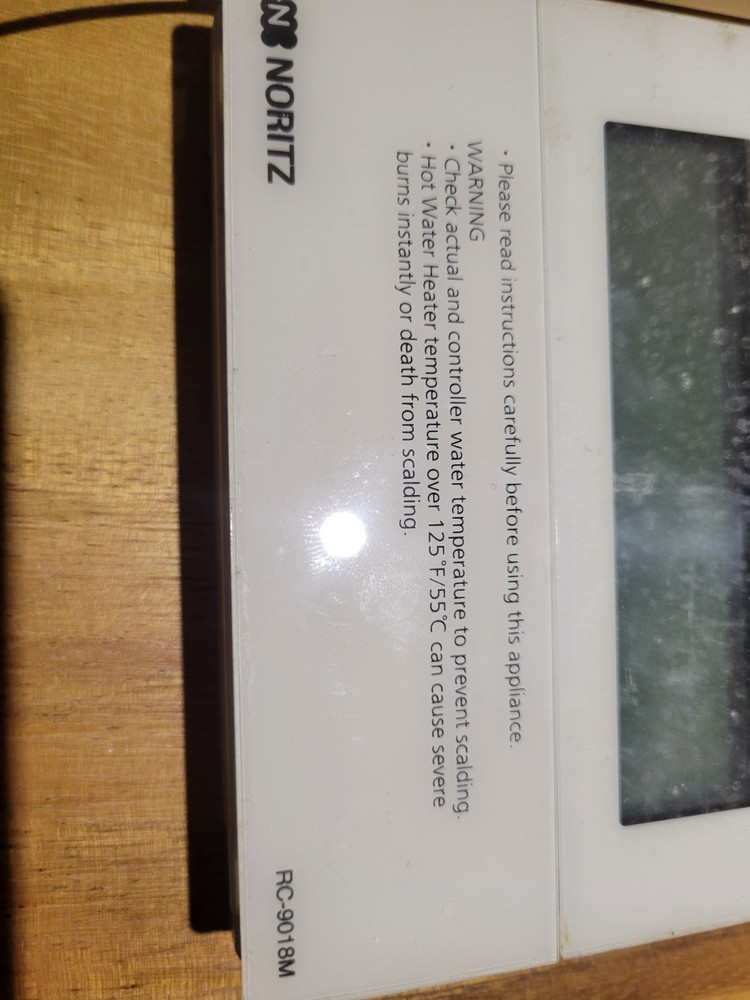 • Please read instructions carefully before using this appliance.
WARNING
• Check actual and controller water temperature to prevent scalding.
• Hot Water Heater temperature over 125°F/55°C can cause severe
burns instantly or death from scalding.
N NORITZ
RC-9018M